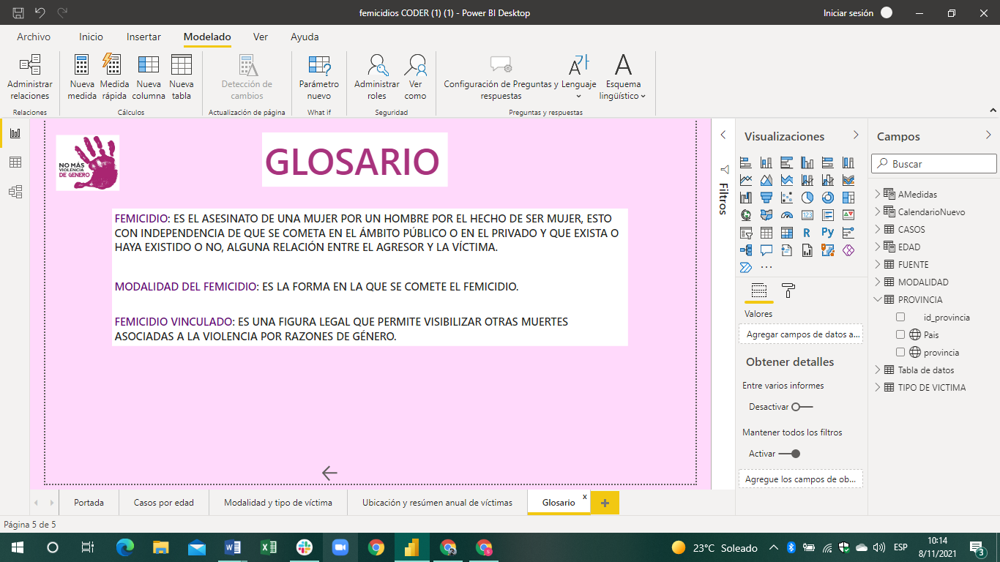 femicidios CODER (1) (1) - Power BI Desktop
Iniciar sesión
Archivo
Inicio
Insertar
Modelado
Ver
Ayuda
Administrar relaciones
Nueva medida
Medida rápida
Nueva columna
Nueva tabla
Detección de cambios
Parámetro nuevo
Administrar roles
Ver como
Configuración de Preguntas y respuestas
Lenguaje
Esquema lingüístico
Relaciones
Cálculos
Actualización de página
What if
Seguridad
Preguntas y respuestas
NO MÁS
VIOLENCIA
DE GENERO
GLOSARIO
FEMICIDIO: ES EL ASESINATO DE UNA MUJER POR UN HOMBRE POR EL HECHO DE SER MUJER, ESTO
CON INDEPENDENCIA DE QUE SE COMETA EN EL ÁMBITO PÚBLICO O EN EL PRIVADO Y QUE EXISTA O
HAYA EXISTIDO O NO, ALGUNA RELACIÓN ENTRE EL AGRESOR Y LA VÍCTIMA.
MODALIDAD DEL FEMICIDIO: ES LA FORMA EN LA QUE SE COMETE EL FEMICIDIO.
FEMICIDIO VINCULADO: ES UNA FIGURA LEGAL QUE PERMITE VISIBILIZAR OTRAS MUERTES
ASOCIADAS A LA VIOLENCIA POR RAZONES DE GÉNERO.
Filtros
Visualizaciones
123
R
Py
Valores
Agregar campos de datos a...
Obtener detalles
Entre varios informes
Desactivar
Mantener todos los filtros
Activar
Agregue los campos de ob...
Campos
Buscar
AMedidas
CalendarioNuevo
CASOS
EDAD
FUENTE
MODALIDAD
PROVINCIA
id_provincia
Pais
provincia
Tabla de datos
TIPO DE VICTIMA
Portada
Casos por edad
Modalidad y tipo de víctima
Ubicación y resúmen anual de víctimas
Glosario
x
Página 5 de 5
23°C Soleado
ESP
10:14
8/11/2021
3